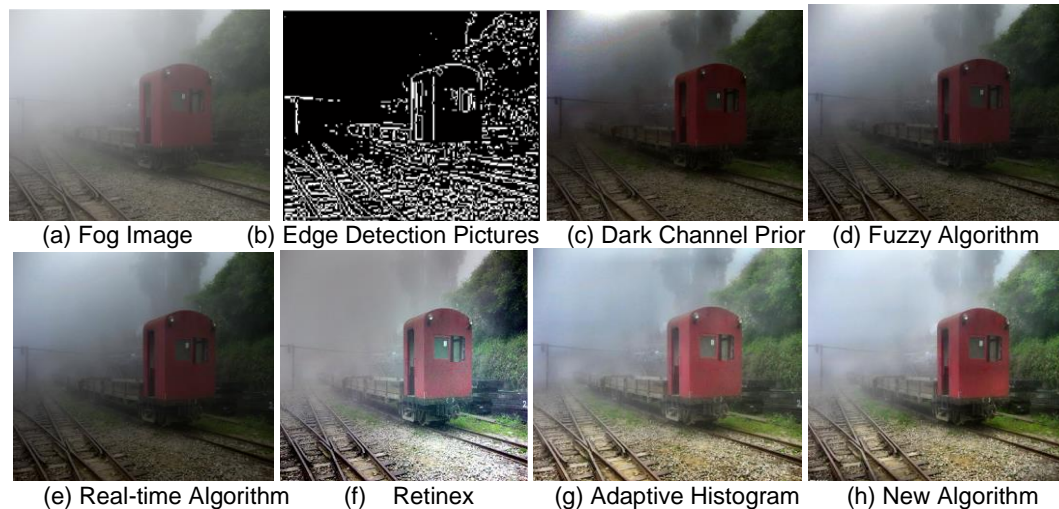 (a) Fog Image (b) Edge Detection Pictures (c) Dark Channel Prior (d) Fuzzy Algorithm
(e) Real-time Algorithm (f) Retinex (g) Adaptive Histogram (h) New Algorithm